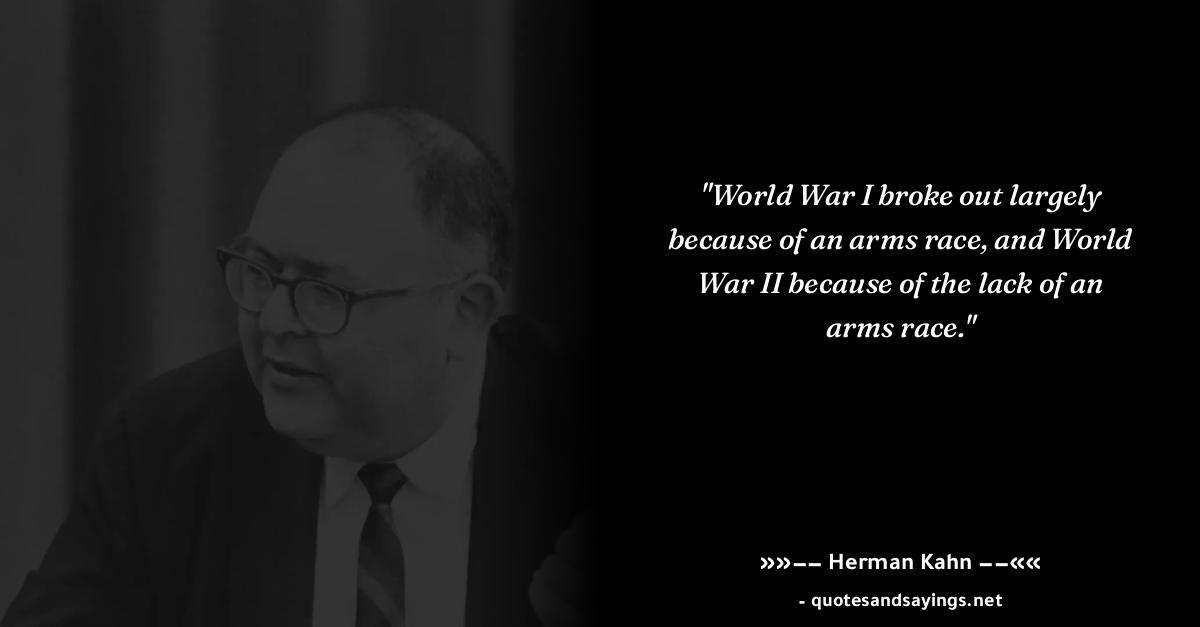 "World War I broke out largely
because of an arms race, and World
War II because of the lack of an
arms race."
»»−− Herman Kahn −−««
- quotesandsayings.net